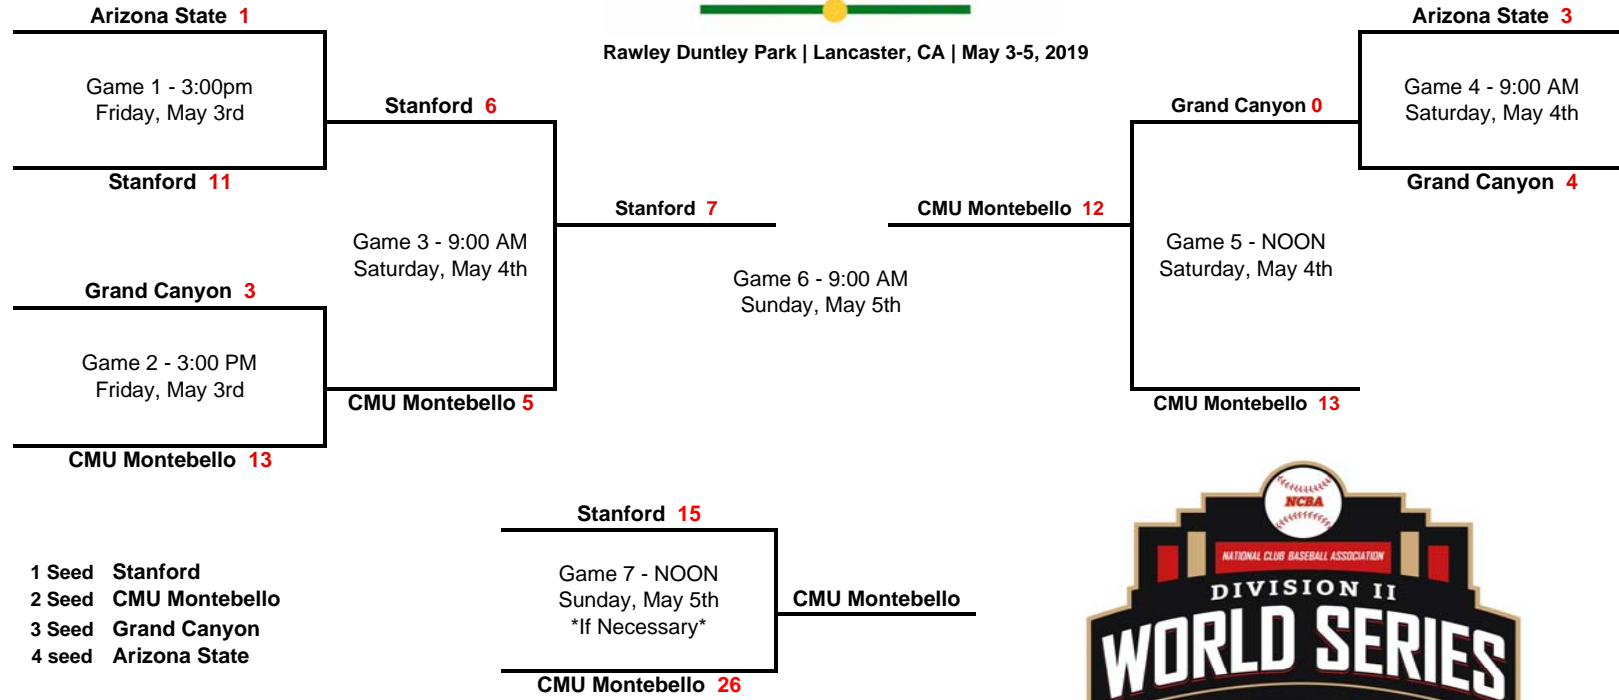 Arizona State 1
Arizona State 3
Rawley Duntley Park | Lancaster, CA | May 3-5, 2019
Game 1 - 3:00pm
Friday, May 3rd
Game 4 - 9:00 AM
Saturday, May 4th
Stanford 6
Grand Canyon 0
Stanford 11
Grand Canyon 4
Stanford 7
CMU Montebello 12
Game 3 - 9:00 AM
Saturday, May 4th
Game 5 - NOON
Saturday, May 4th
Game 6 - 9:00 AM
Sunday, May 5th
Grand Canyon 3
Game 2 - 3:00 PM
Friday, May 3rd
CMU Montebello 5
CMU Montebello 13
CMU Montebello 13
Stanford 15
Game 7 - NOON
Sunday, May 5th
*If Necessary*
CMU Montebello
CMU Montebello 26
1 Seed Stanford
2 Seed CMU Montebello
3 Seed Grand Canyon
4 seed Arizona State
NCBA
NATIONAL CLUB BASEBALL ASSOCIATION
DIVISION II
WORLD SERIES